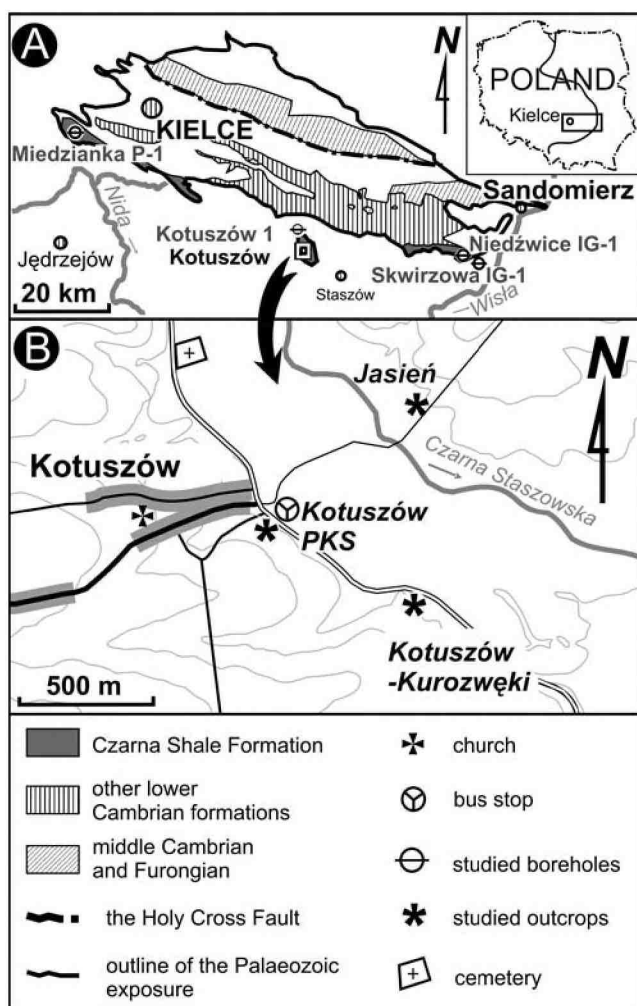 A
N
POLAND
Kielce
KIELCE
Miedzianka P-1
Nida
Jędrzejów
20 km
Kotuszów 1
Kotuszów
Staszów
Sandomierz
Niedźwice IG-1
Skwirzowa IG-1
Wisła
B
N
Jasień
Czarna Staszowska
Kotuszów
Kotuszów
PKS
Kotuszów
-Kurozwęki
500 m
Czarna Shale Formation
other lower
Cambrian formations
middle Cambrian
and Furongian
the Holy Cross Fault
outline of the Palaeozoic
exposure
church
bus stop
studied boreholes
studied outcrops
cemetery